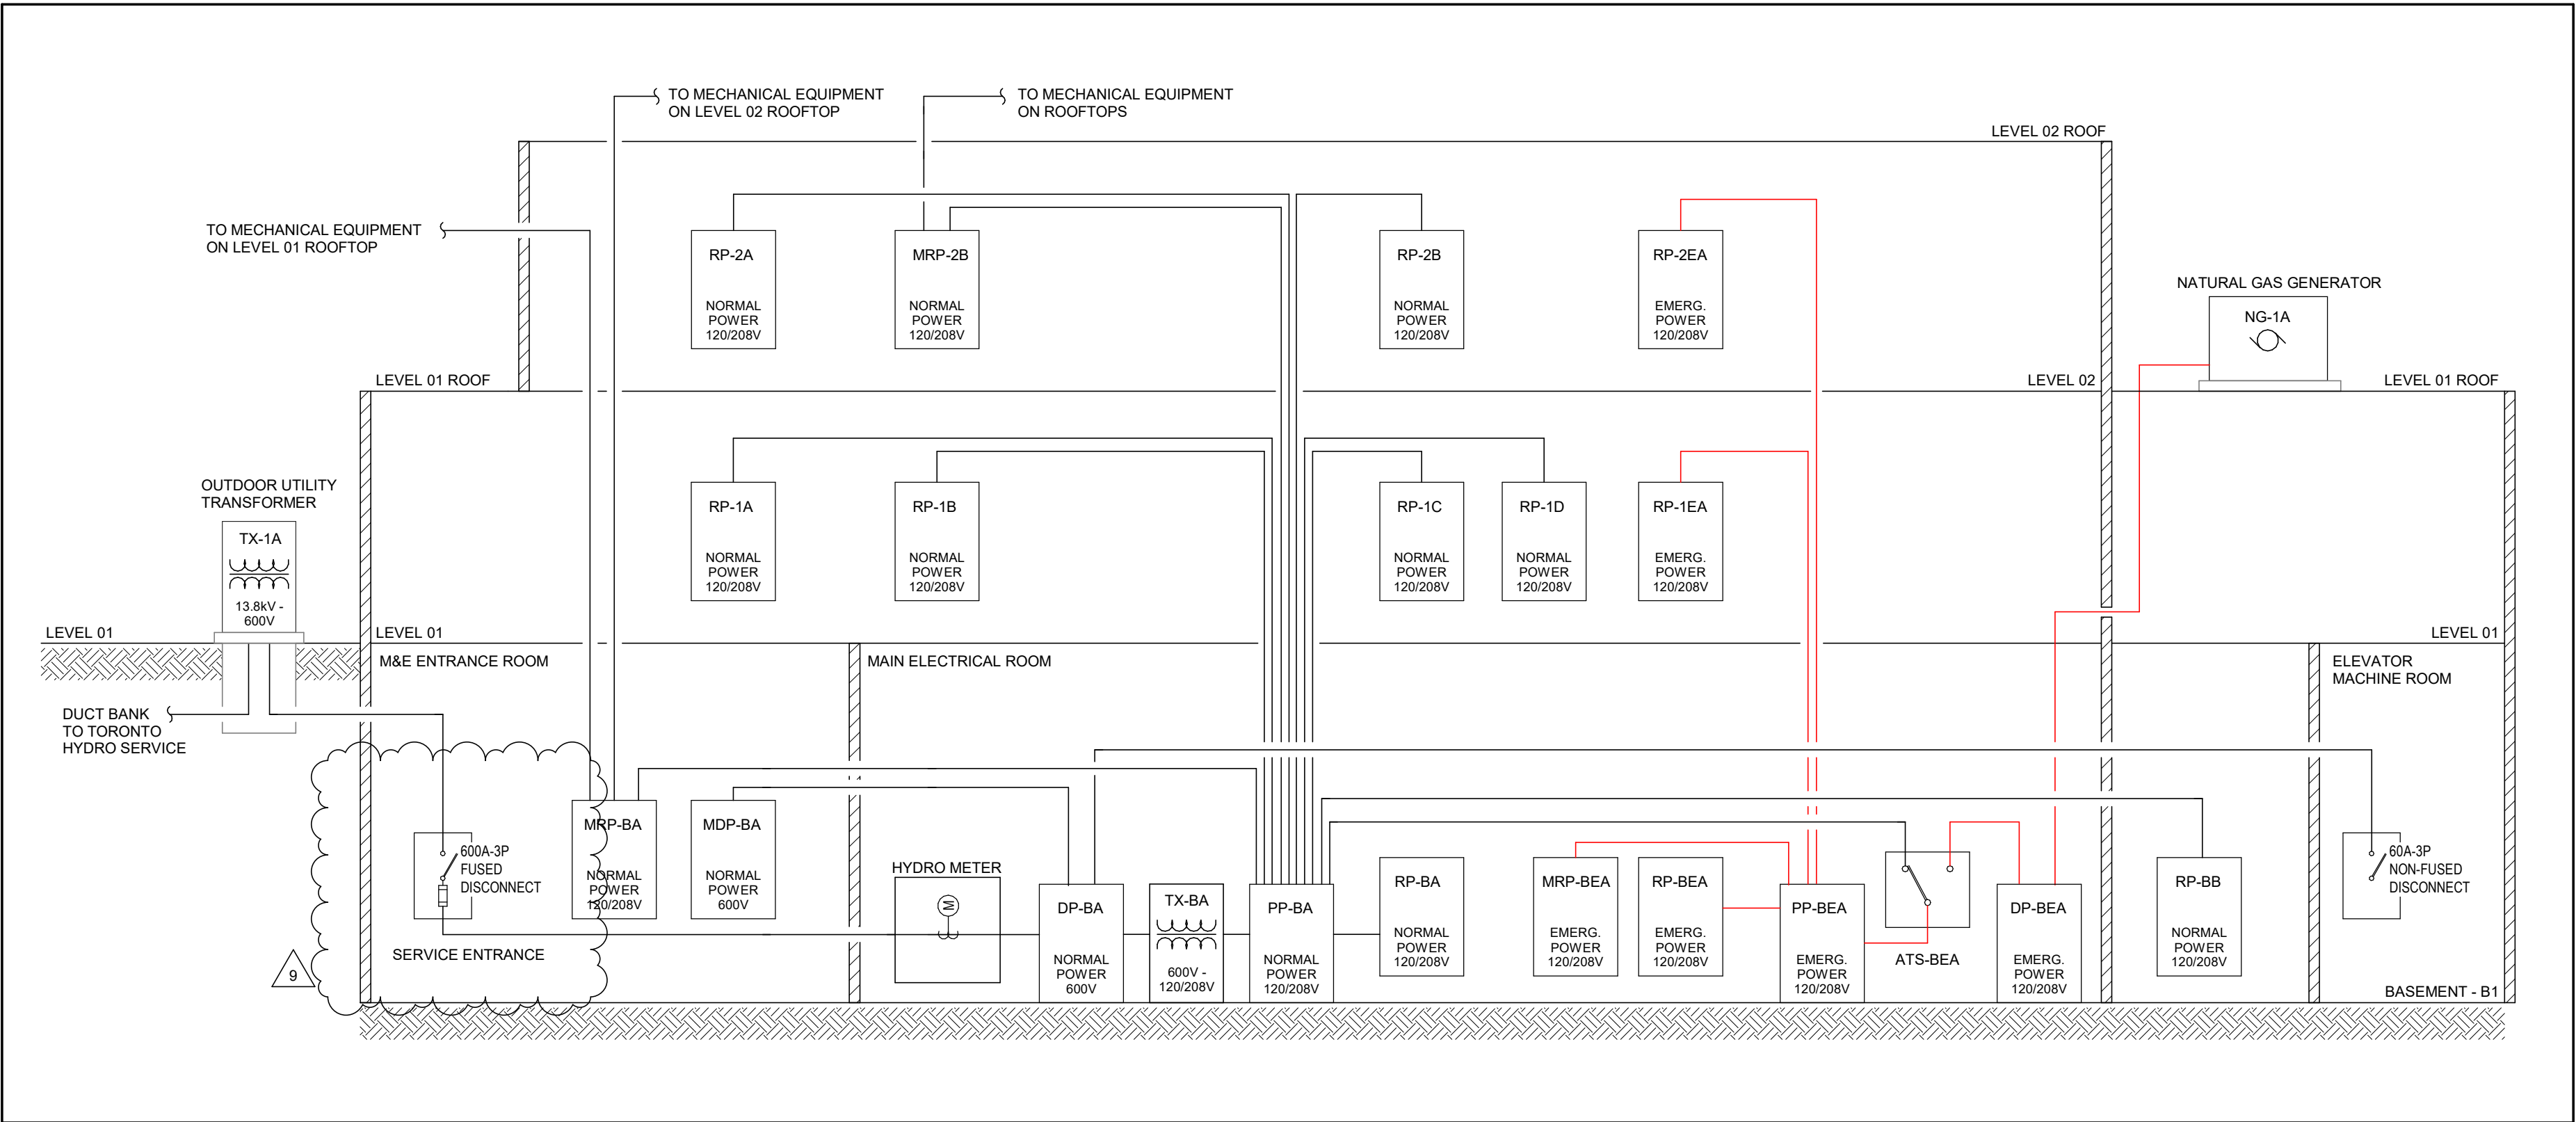 TO MECHANICAL EQUIPMENT
ON LEVEL 02 ROOFTOP
TO MECHANICAL EQUIPMENT
ON ROOFTOPS
LEVEL 02 ROOF
TO MECHANICAL EQUIPMENT
ON LEVEL 01 ROOFTOP
RP-2A
NORMAL
POWER
120/208V
MRP-2B
NORMAL
POWER
120/208V
RP-2B
NORMAL
POWER
120/208V
RP-2EA
EMERG.
POWER
120/208V
NATURAL GAS GENERATOR
NG-1A
LEVEL 01 ROOF
LEVEL 02
LEVEL 01 ROOF
OUTDOOR UTILITY
TRANSFORMER
TX-1A
13.8kV -
600V
RP-1A
NORMAL
POWER
120/208V
RP-1B
NORMAL
POWER
120/208V
RP-1C
NORMAL
POWER
120/208V
RP-1D
NORMAL
POWER
120/208V
RP-1EA
EMERG.
POWER
120/208V
LEVEL 01
LEVEL 01
LEVEL 01
M&E ENTRANCE ROOM
MAIN ELECTRICAL ROOM
ELEVATOR
MACHINE ROOM
DUCT BANK
TO TORONTO
HYDRO SERVICE
600A-3P
FUSED
DISCONNECT
SERVICE ENTRANCE
9
MRP-BA
NORMAL
POWER
120/208V
MDP-BA
NORMAL
POWER
600V
HYDRO METER
M
DP-BA
NORMAL
POWER
600V
TX-BA
600V -
120/208V
PP-BA
NORMAL
POWER
120/208V
RP-BA
NORMAL
POWER
120/208V
MRP-BEA
EMERG.
POWER
120/208V
RP-BEA
EMERG.
POWER
120/208V
PP-BEA
EMERG.
POWER
120/208V
ATS-BEA
DP-BEA
EMERG.
POWER
120/208V
RP-BB
NORMAL
POWER
120/208V
60A-3P
NON-FUSED
DISCONNECT
BASEMENT - B1